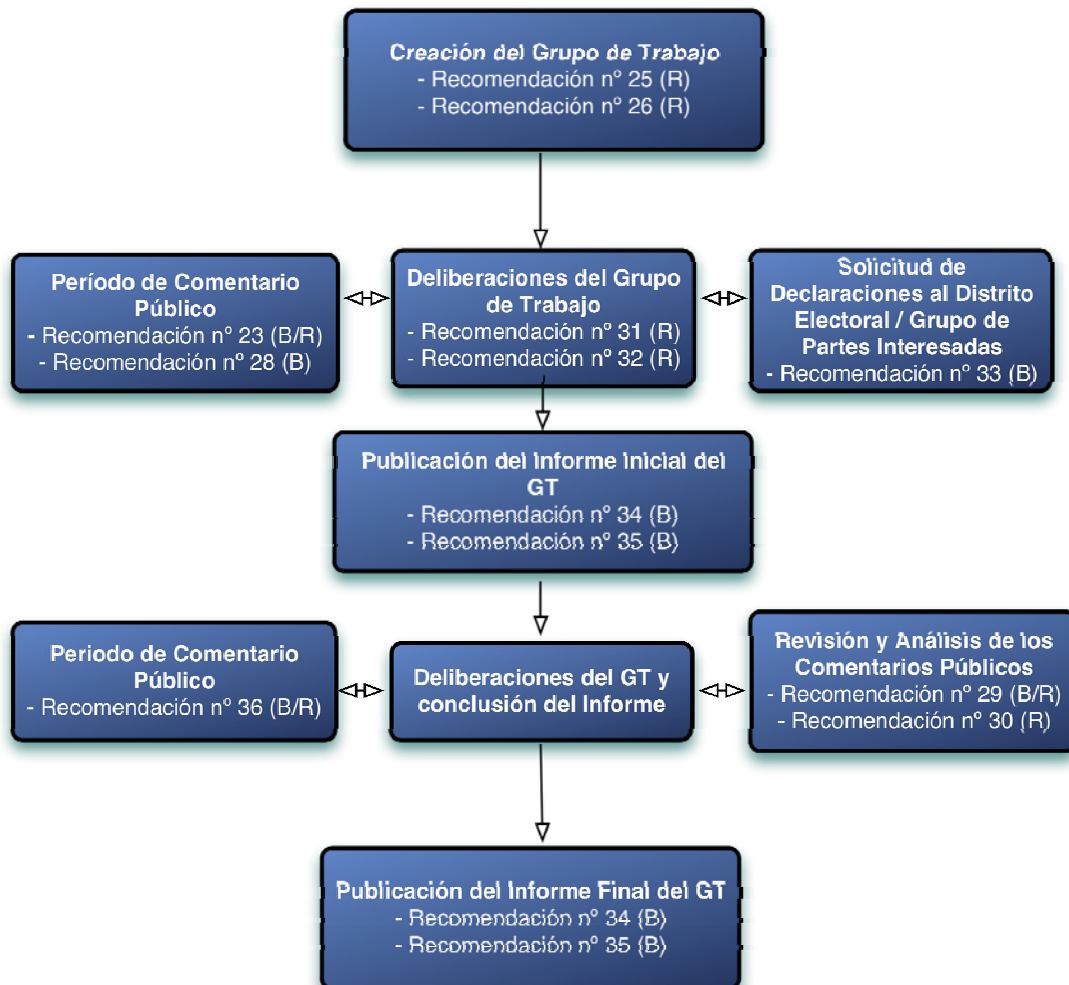 Creación del Grupo de Trabajo
- Recomendación nº 25 (R)
- Recomendación nº 26 (R)
Período de Comentario
Público
- Recomendación nº 23 (B/R)
- Recomendación nº 28 (B)
Deliberaciones del Grupo
de Trabajo
- Recomendación nº 31 (R)
- Recomendación nº 32 (R)
Solicitud de
Declaraciones al Distrito
Electoral / Grupo de
Partes Interesadas
- Recomendación nº 33 (B)
Publicación del Informe Inicial del
GT
- Recomendación nº 34 (B)
- Recomendación nº 35 (B)
Periodo de Comentario
Público
- Recomendación nº 36 (B/R)
Deliberaciones del GT y
conclusión del Informe
Revisión y Análisis de los
Comentarios Públicos
- Recomendación nº 29 (B/R)
- Recomendación nº 30 (R)
Publicación del Informe Final del GT
- Recomendación nº 34 (B)
- Recomendación nº 35 (B)